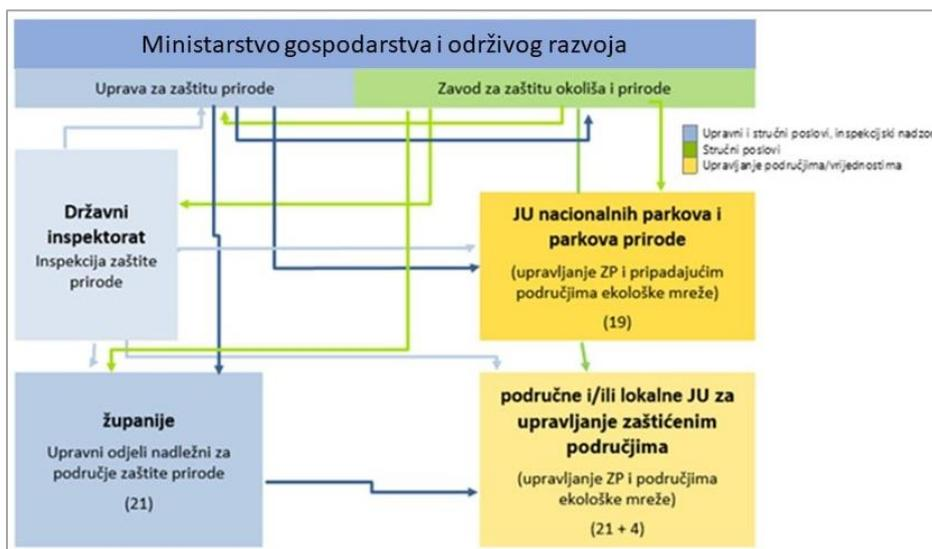 Ministarstvo gospodarstva i održivog razvoja
Uprava za zaštitu prirode
Zavod za zaštitu okoliša i prirode
Upravni i stručni poslovi, inspekcijski nadzor
Stručni poslovi
Upravljanje područjima/vrijednostima
Državni
inspektorat
Inspekcija zaštite
prirode
JU nacionalnih parkova i
parkova prirode
(upravljanje ZP i pripadajućim
područjima ekološke mreže)
(19)
županije
Upravni odjeli nadležni za
područje zaštite prirode
(21)
područne i/ili lokalne JU za
upravljanje zaštićenim
područjima
(upravljanje ZP i područjima
ekološke mreže)
(21 + 4)